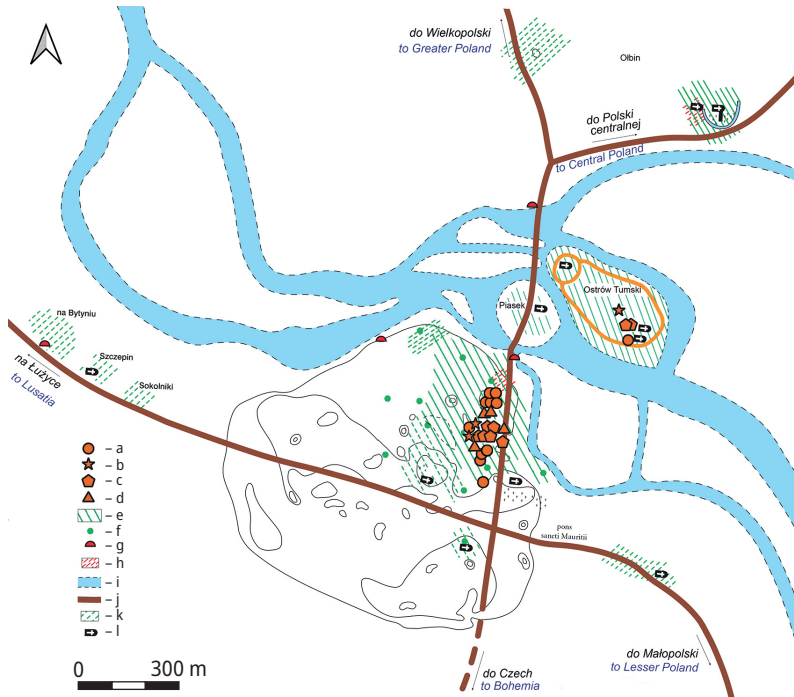 do Wielkopolski
to Greater Poland
Ołbin
do Polski
centralnej
to Central Poland
Ostrów Tumski
Piasek
na Bytyniu
Szczepin
Sokolniki
na Łużyce
to Lusatia
pons
sancti Mauritii
– a
– b
– c
– d
– e
– f
– g
– h
– i
– j
– k
– l
0 300 m
do Czech
to Bohemia
do Małopolski
to Lesser Poland